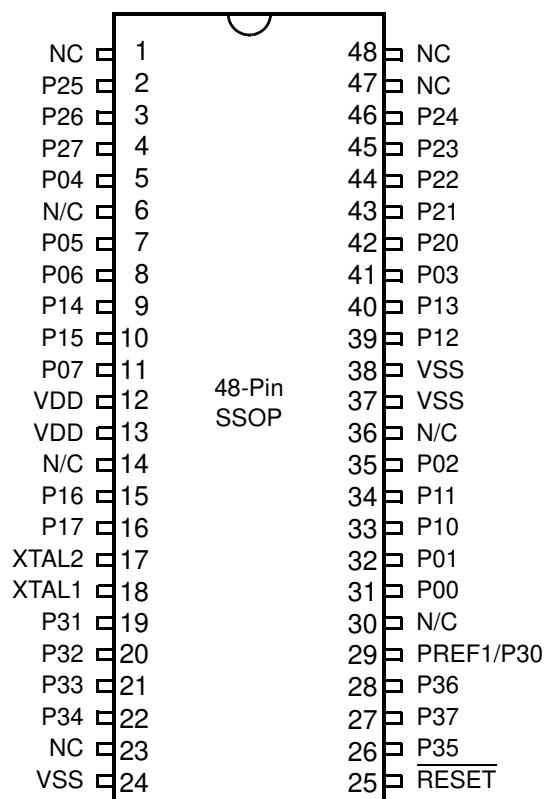 NC 1 48 NC
P25 2 47 NC
P26 3 46 P24
P27 4 45 P23
P04 5 44 P22
N/C 6 43 P21
P05 7 42 P20
P06 8 41 P03
P14 9 40 P13
P15 10 39 P12
P07 11 38 VSS
VDD 12 37 VSS
VDD 13 36 N/C
N/C 14 35 P02
P16 15 34 P11
P17 16 33 P10
XTAL2 17 32 P01
XTAL1 18 31 P00
P31 19 30 N/C
P32 20 29 PREF1/P30
P33 21 28 P36
P34 22 27 P37
NC 23 26 P35
VSS 24 25 RESET
48-Pin
SSOP